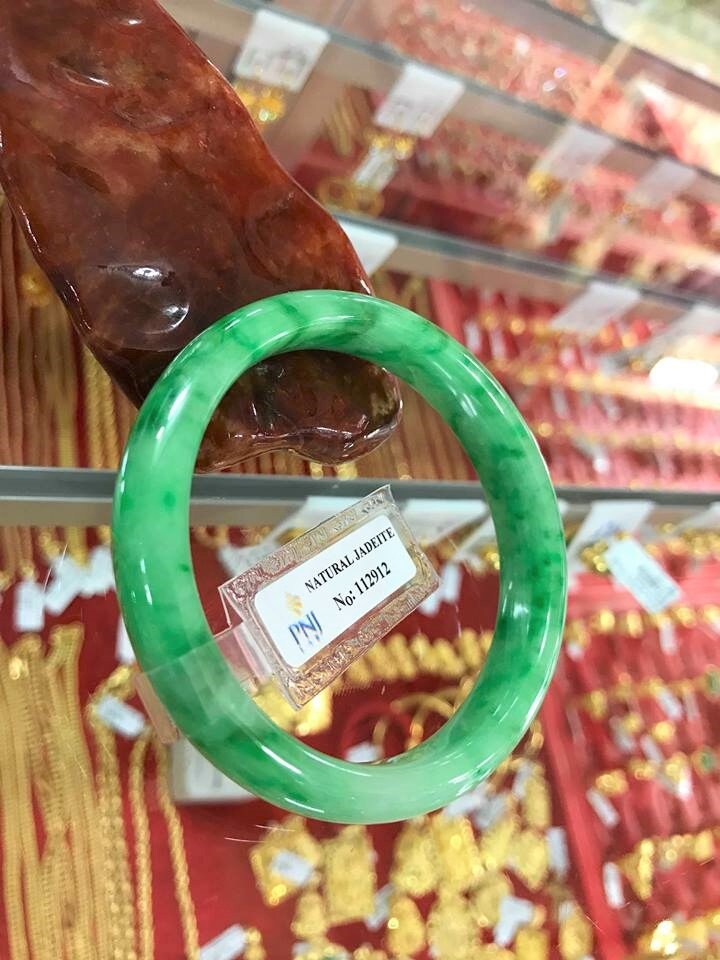 NATURAL JADEITE
No: 112912
PNJ